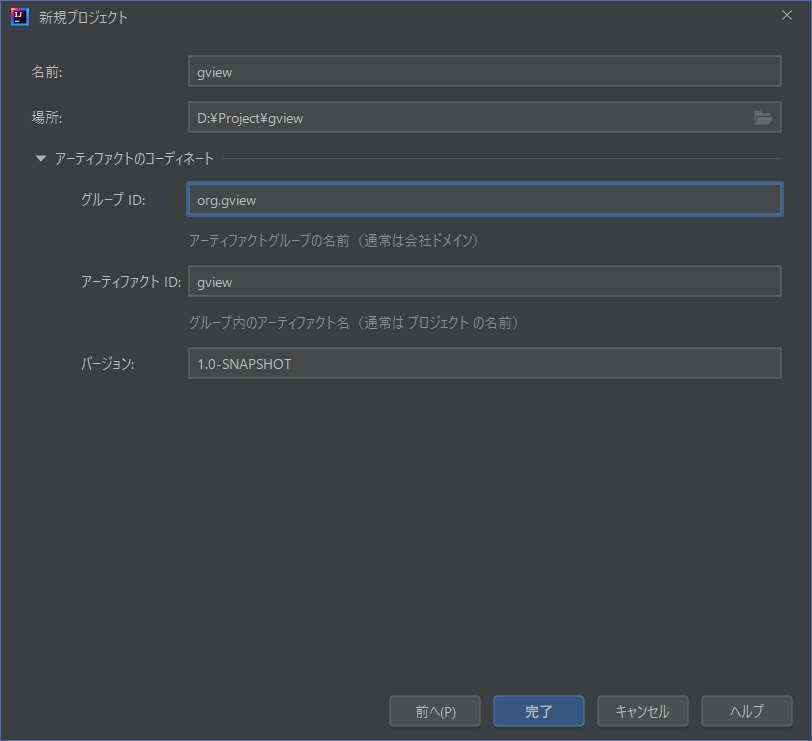 新規プロジェクト
名前: gview
場所: D:¥Project¥gview
アーティファクトのコーディネート
グループ ID: org.gview
アーティファクトグループの名前（通常は会社ドメイン）
アーティファクト ID: gview
グループ内のアーティファクト名（通常は プロジェクト の名前）
バージョン: 1.0-SNAPSHOT
前へ(P) 完了 キャンセル ヘルプ